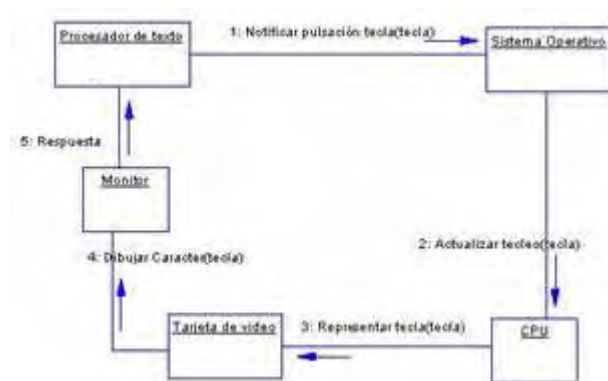 Procesador de texto
1: Notificar pulsación tecla(tecla)
Sistema Operativo
5: Respuesta
Monitor
2: Actualizar tecleo(tecla)
4: Dibujar Caracter(tecla)
Tarjeta de video
3: Representar tecla(tecla)
CPU